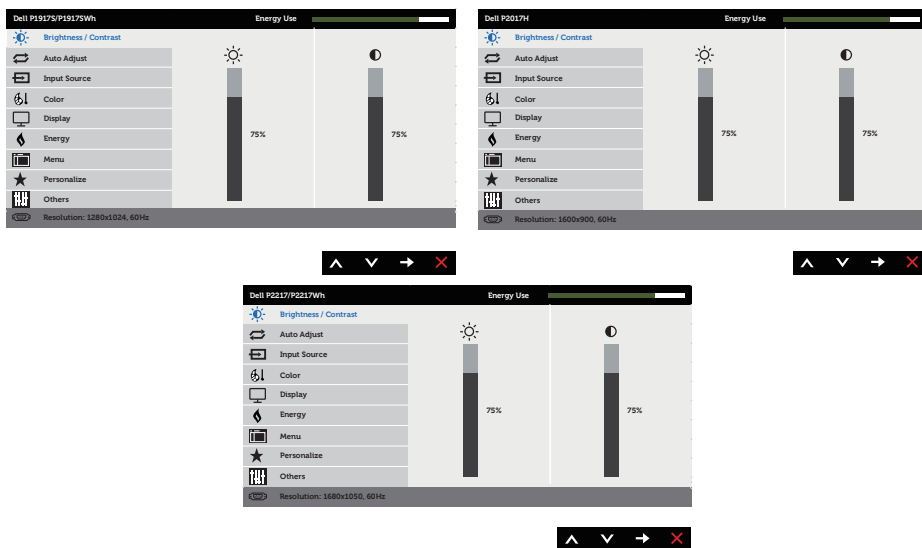 Dell P1917S/P1917SWh Energy Use
Brightness / Contrast
Auto Adjust
Input Source
Color
Display
Energy
75% 75%
Menu
Personalize
Others
Resolution: 1280x1024, 60Hz
Dell P2017H Energy Use
Brightness / Contrast
Auto Adjust
Input Source
Color
Display
Energy
75% 75%
Menu
Personalize
Others
Resolution: 1600x900, 60Hz
Dell P2217/P2217Wh Energy Use
Brightness / Contrast
Auto Adjust
Input Source
Color
Display
Energy
75% 75%
Menu
Personalize
Others
Resolution: 1680x1050, 60Hz